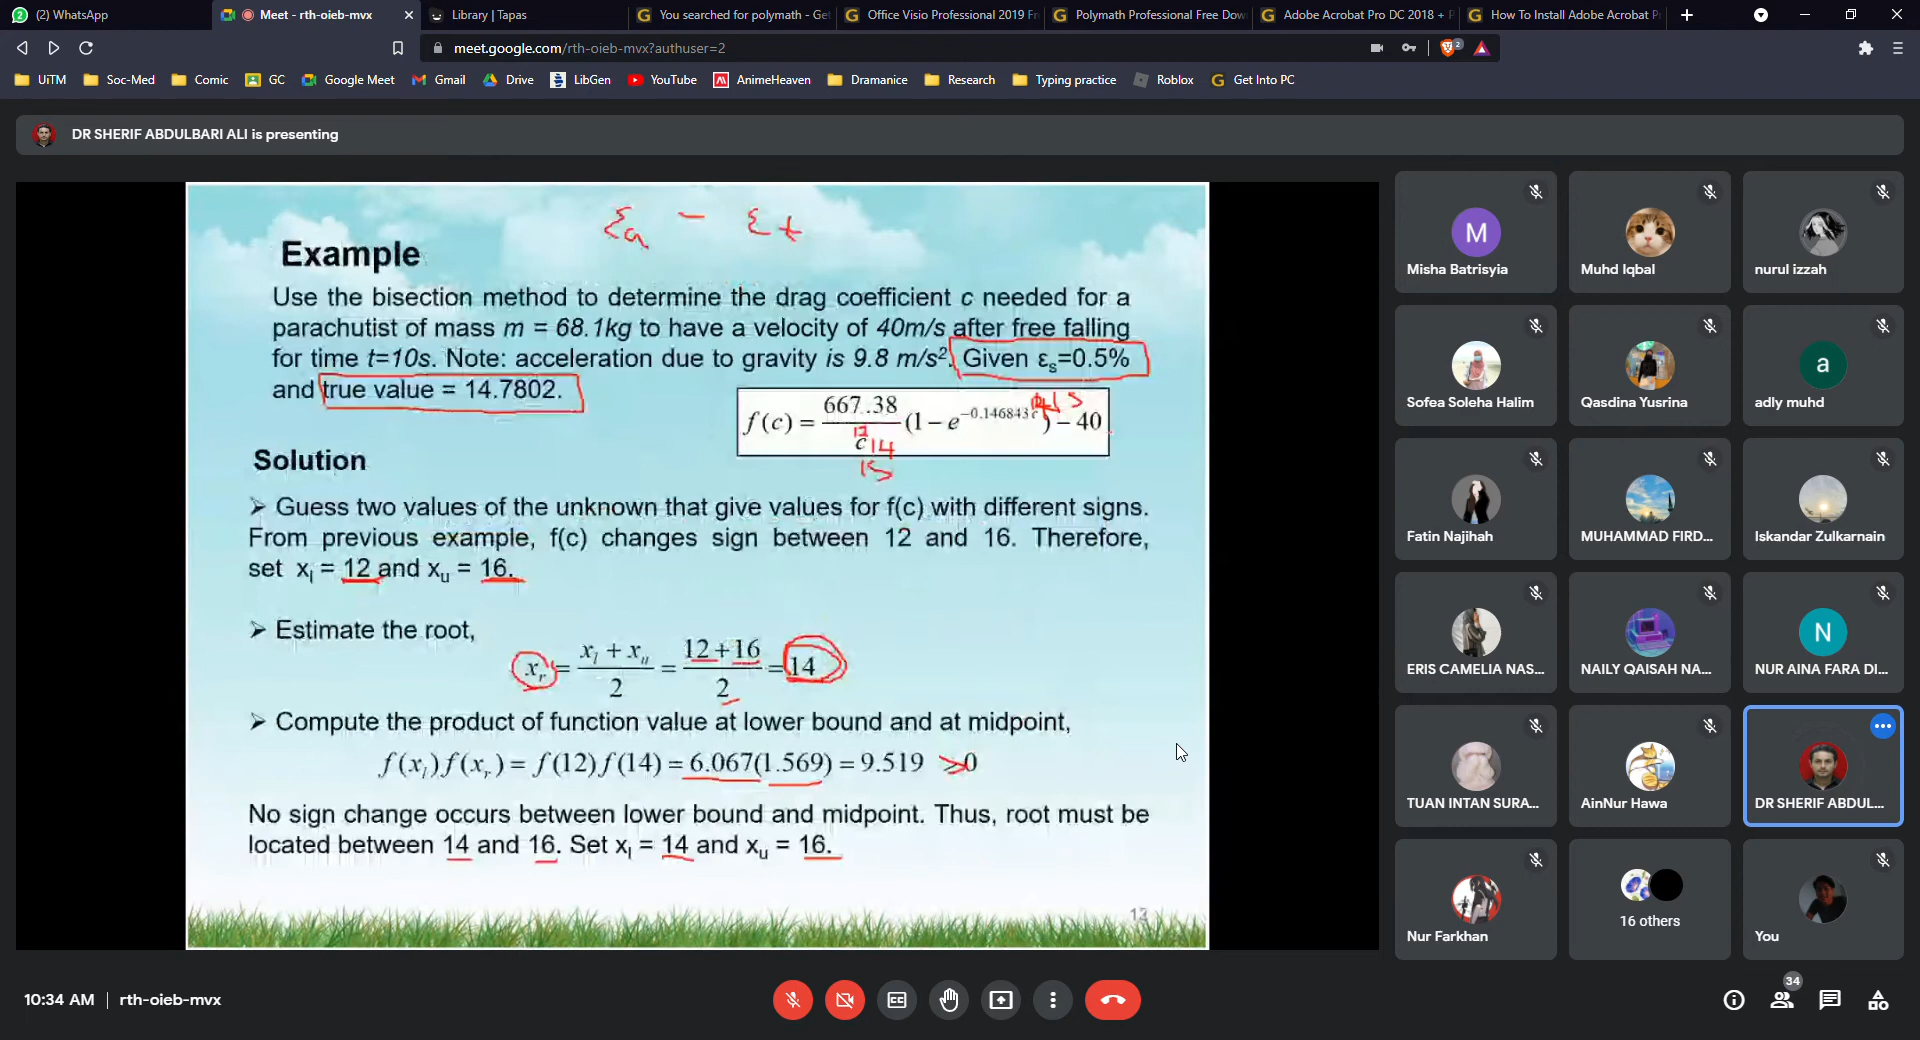 (2) WhatsApp
Meet - rth-oieb-mvx
Library | Tapas
You searched for polymath - Get
Office Visio Professional 2019 Fr
Polymath Professional Free Dow
Adobe Acrobat Pro DC 2018 + P
How To Install Adobe Acrobat P
meet.google.com/rth-oieb-mvx?authuser=2
2
UiTM
Soc-Med
Comic
GC
Google Meet
Gmail
Drive
LibGen
YouTube
AnimeHeaven
Dramanice
Research
Typing practice
Roblox
Get Into PC
DR SHERIF ABDULBARI ALI is presenting
εa - εt
Example
Use the bisection method to determine the drag coefficient c needed for a
parachutist of mass m = 68.1kg to have a velocity of 40m/s after free falling
for time t=10s. Note: acceleration due to gravity is 9.8 m/s². Given εs=0.5%
and true value = 14.7802.
f(c) = 667.38/c (1 − e^−0.146843c) − 40
12
14
15
Solution
➢ Guess two values of the unknown that give values for f(c) with different signs.
From previous example, f(c) changes sign between 12 and 16. Therefore,
set xl = 12 and xu = 16.
➢ Estimate the root,
xr = (xl + xu)/2 = (12 + 16)/2 = 14
➢ Compute the product of function value at lower bound and at midpoint,
f(xl)f(xr) = f(12)f(14) = 6.067(1.569) = 9.519 >0
No sign change occurs between lower bound and midpoint. Thus, root must be
located between 14 and 16. Set xl = 14 and xu = 16.
M
Misha Batrisyia
Muhd Iqbal
nurul izzah
Sofea Soleha Halim
Qasdina Yusrina
a
adly muhd
Fatin Najihah
MUHAMMAD FIRD...
Iskandar Zulkarnain
ERIS CAMELIA NAS...
NAILY QAISAH NA...
N
NUR AINA FARA DI...
TUAN INTAN SURA...
AinNur Hawa
DR SHERIF ABDUL...
Nur Farkhan
16 others
You
10:34 AM | rth-oieb-mvx
34